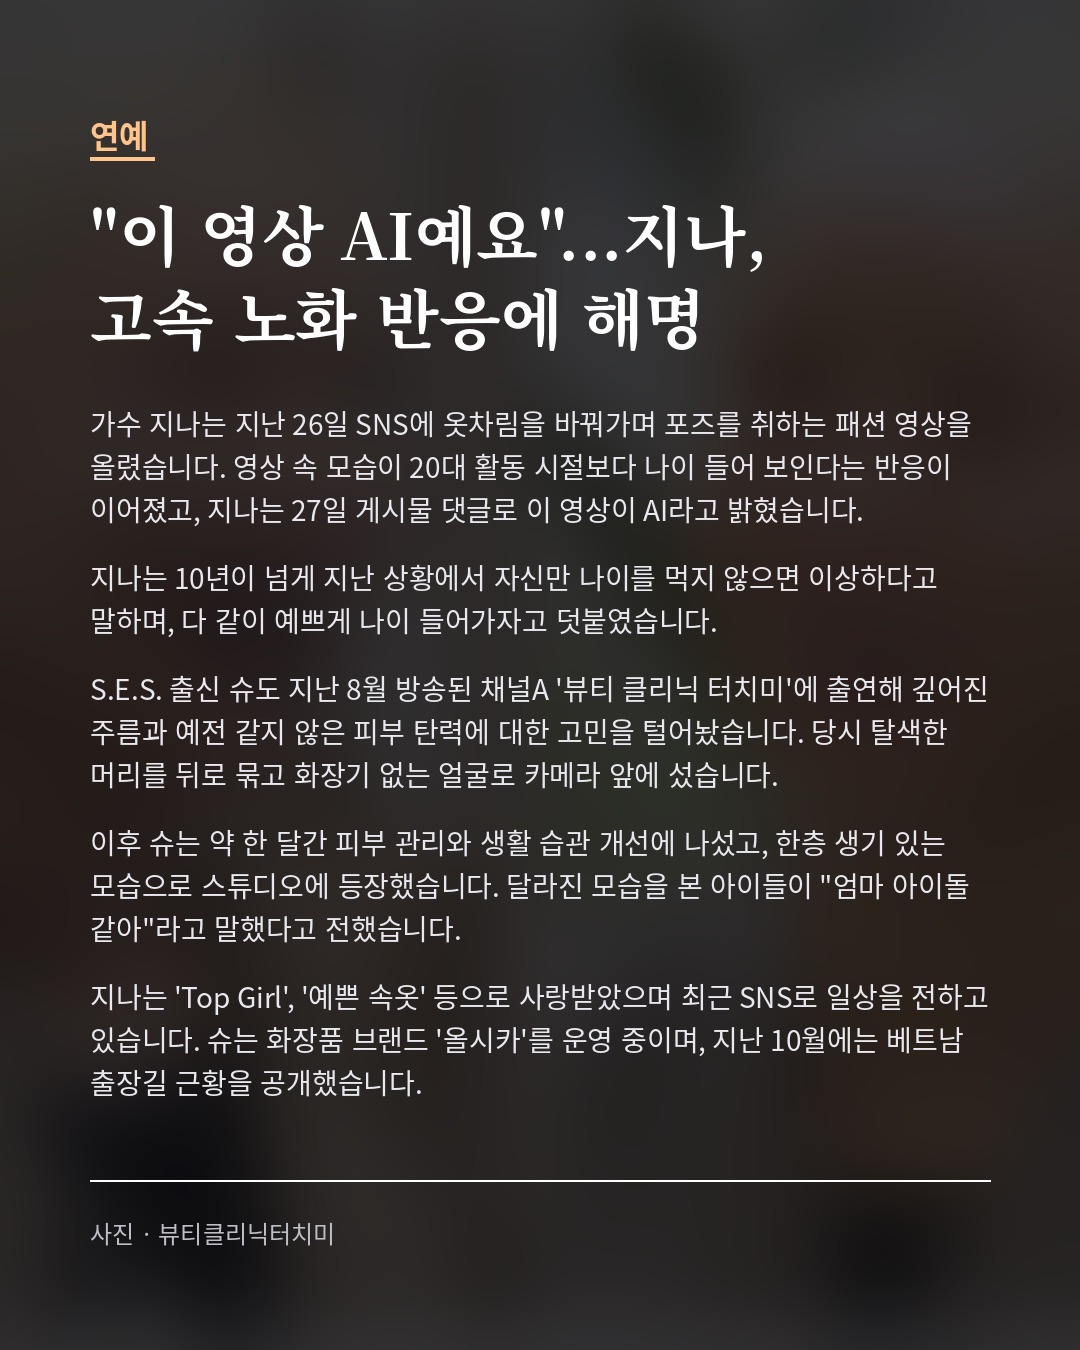 연예
"이 영상 AI예요"...지나,
고속 노화 반응에 해명
가수 지나는 지난 26일 SNS에 옷차림을 바꿔가며 포즈를 취하는 패션 영상을
올렸습니다. 영상 속 모습이 20대 활동 시절보다 나이 들어 보인다는 반응이
이어졌고, 지나는 27일 게시물 댓글로 이 영상이 AI라고 밝혔습니다.
지나는 10년이 넘게 지난 상황에서 자신만 나이를 먹지 않으면 이상하다고
말하며, 다 같이 예쁘게 나이 들어가자고 덧붙였습니다.
S.E.S. 출신 슈도 지난 8월 방송된 채널A '뷰티 클리닉 터치미'에 출연해 깊어진
주름과 예전 같지 않은 피부 탄력에 대한 고민을 털어놨습니다. 당시 탈색한
머리를 뒤로 묶고 화장기 없는 얼굴로 카메라 앞에 섰습니다.
이후 슈는 약 한 달간 피부 관리와 생활 습관 개선에 나섰고, 한층 생기 있는
모습으로 스튜디오에 등장했습니다. 달라진 모습을 본 아이들이 "엄마 아이돌
같아"라고 말했다고 전했습니다.
지나는 'Top Girl', '예쁜 속옷' 등으로 사랑받았으며 최근 SNS로 일상을 전하고
있습니다. 슈는 화장품 브랜드 '올시카'를 운영 중이며, 지난 10월에는 베트남
출장길 근황을 공개했습니다.
사진 · 뷰티클리닉터치미